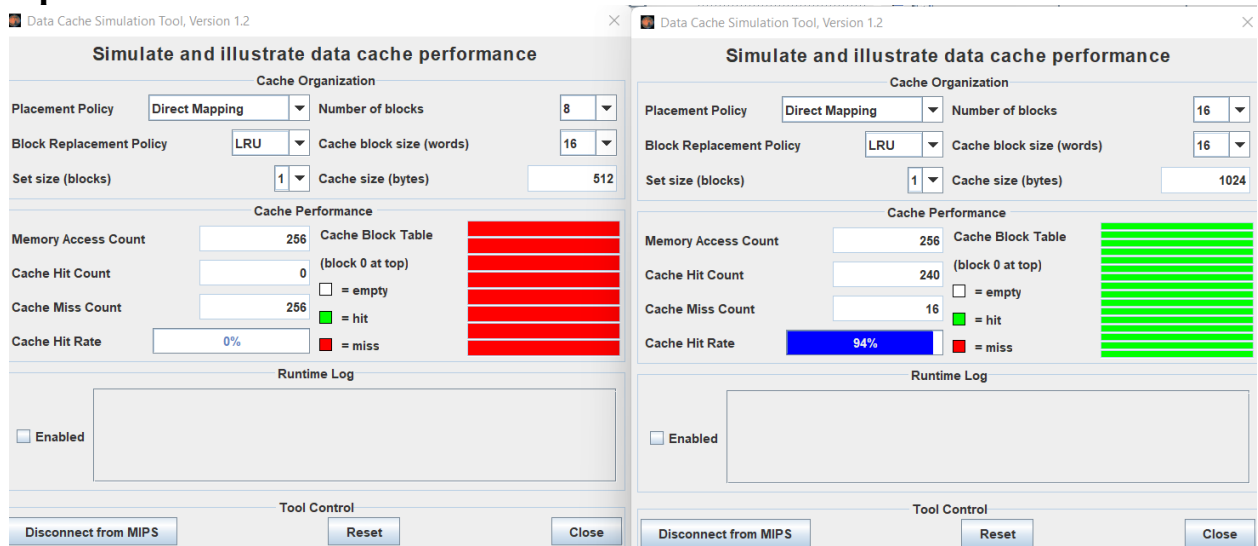 Data Cache Simulation Tool, Version 1.2
Simulate and illustrate data cache performance
Cache Organization
Placement Policy Direct Mapping Number of blocks 8
Block Replacement Policy LRU Cache block size (words) 16
Set size (blocks) 1 Cache size (bytes) 512
Cache Performance
Memory Access Count 256 Cache Block Table
(block 0 at top)
Cache Hit Count 0
= empty
Cache Miss Count 256
= hit
Cache Hit Rate 0%
= miss
Runtime Log
Enabled
Tool Control
Disconnect from MIPS Reset Close
Data Cache Simulation Tool, Version 1.2
Simulate and illustrate data cache performance
Cache Organization
Placement Policy Direct Mapping Number of blocks 16
Block Replacement Policy LRU Cache block size (words) 16
Set size (blocks) 1 Cache size (bytes) 1024
Cache Performance
Memory Access Count 256 Cache Block Table
(block 0 at top)
Cache Hit Count 240
= empty
Cache Miss Count 16
= hit
Cache Hit Rate 94%
= miss
Runtime Log
Enabled
Tool Control
Disconnect from MIPS Reset Close